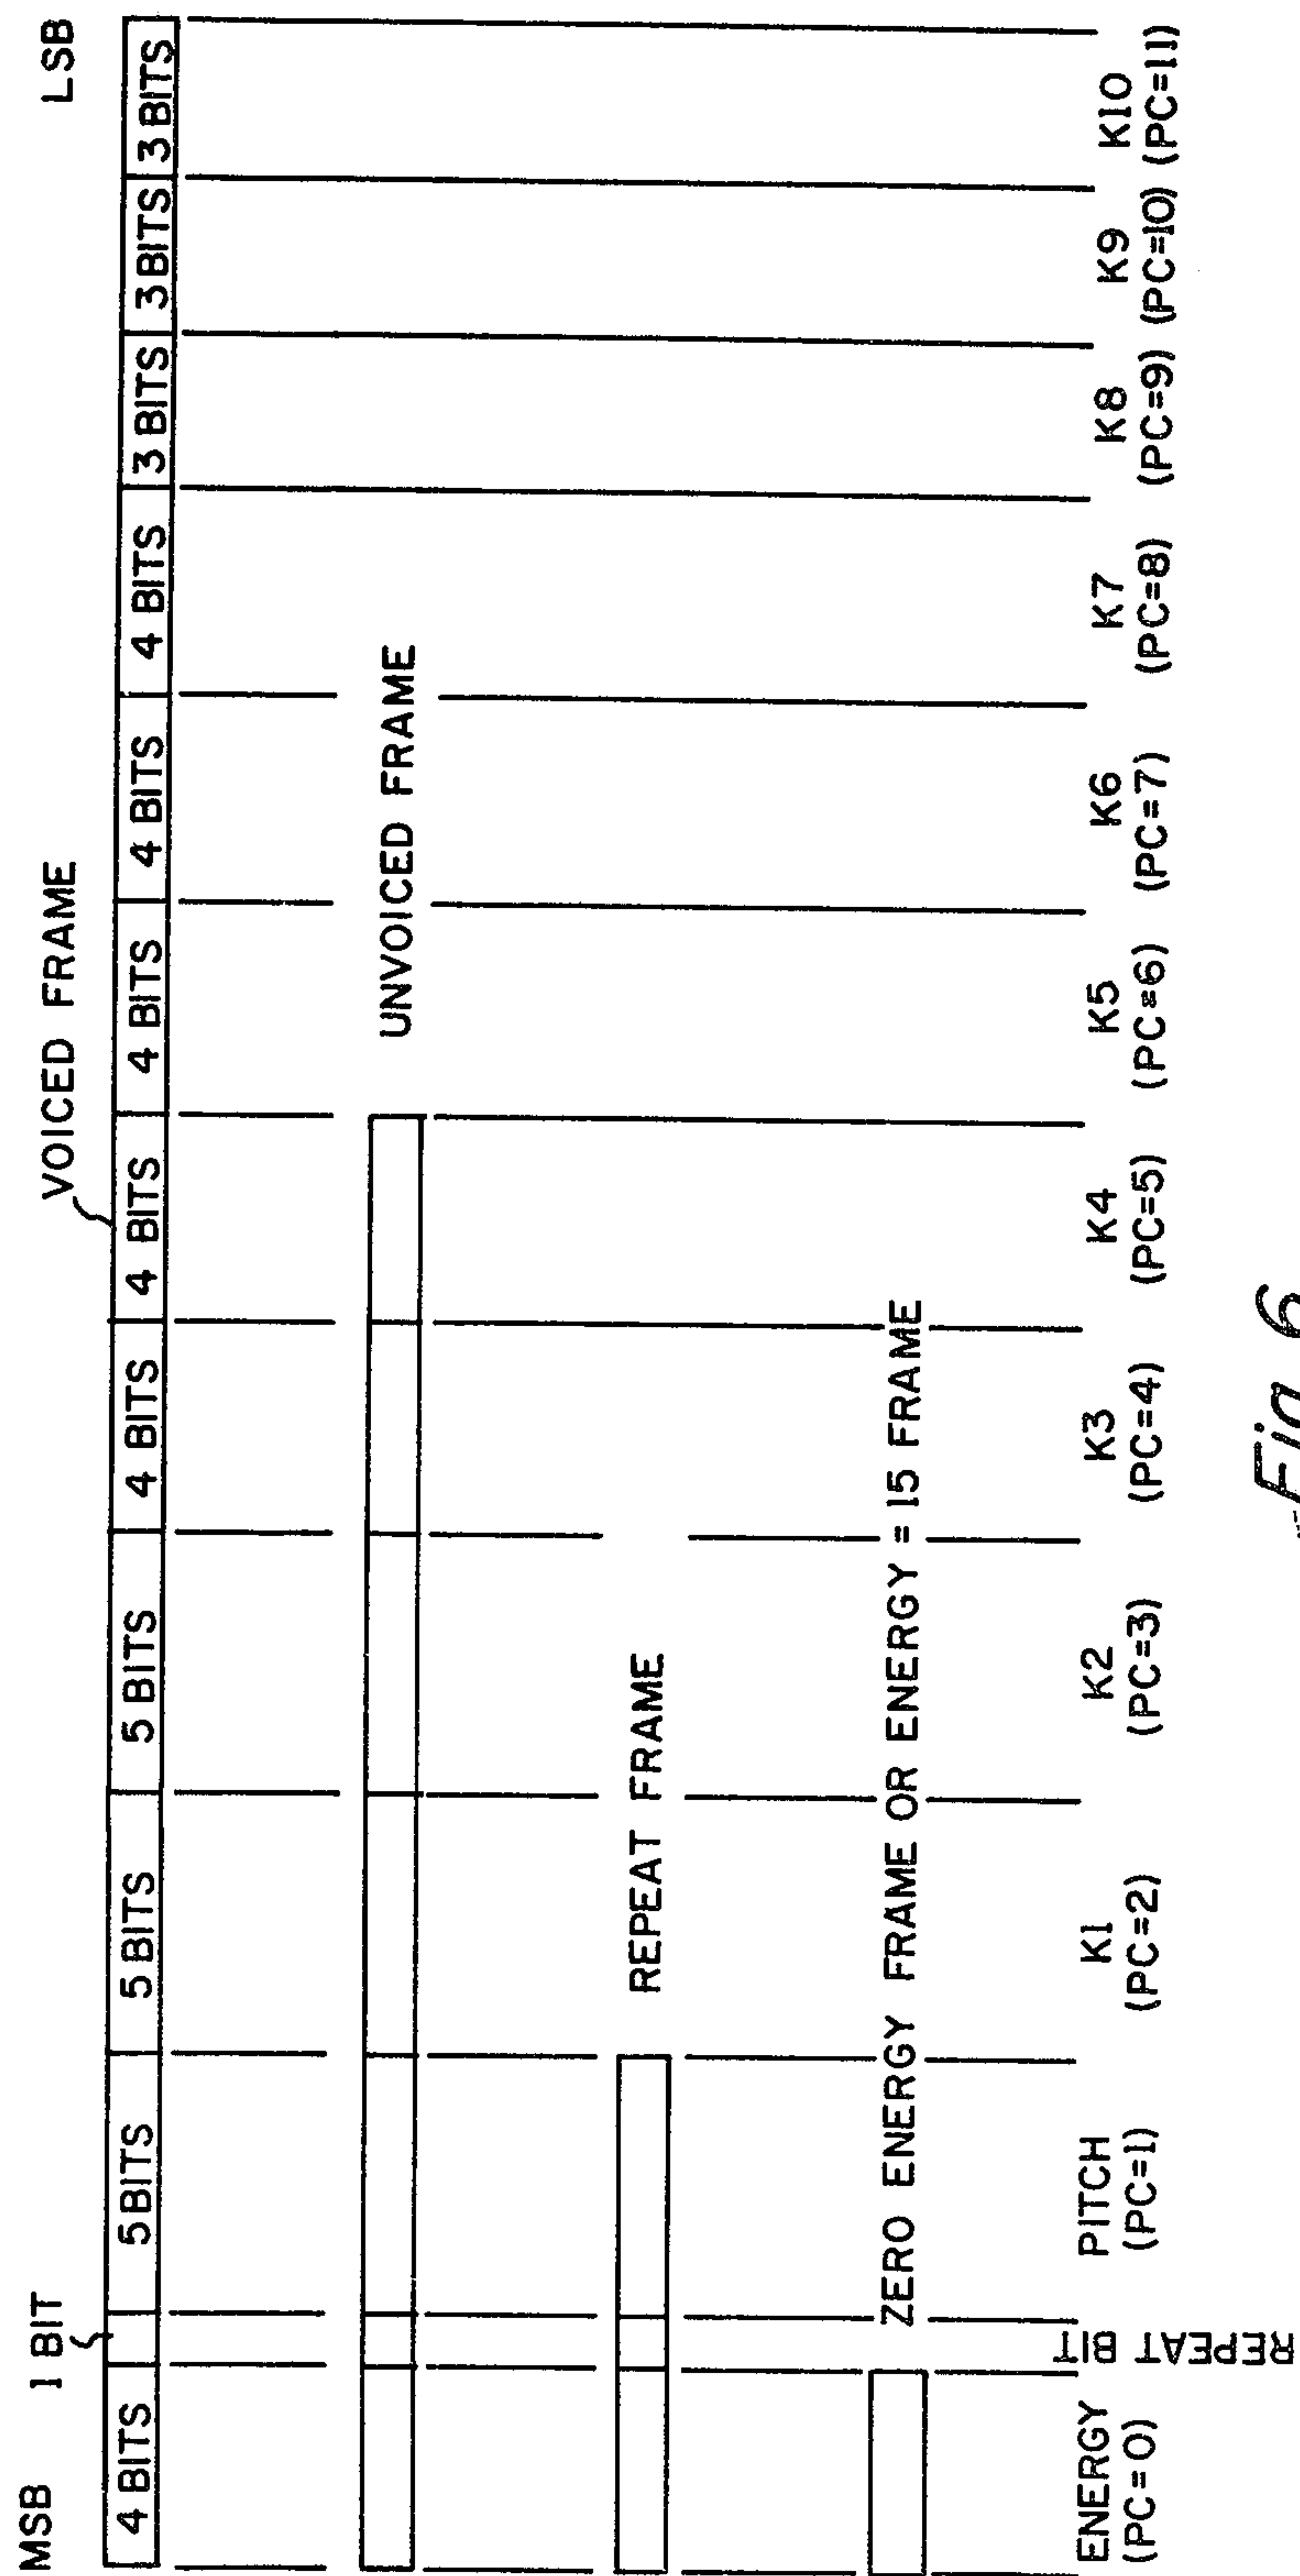 MSB 1 BIT VOICED FRAME LSB
4 BITS 5 BITS 5 BITS 5 BITS 4 BITS 4 BITS 4 BITS 4 BITS 4 BITS 3 BITS 3 BITS 3 BITS
UNVOICED FRAME
REPEAT FRAME
ZERO ENERGY FRAME OR ENERGY = 15 FRAME
ENERGY REPEAT BIT PITCH K1 K2 K3 K4 K5 K6 K7 K8 K9 K10
(PC=0) (PC=1) (PC=2) (PC=3) (PC=4) (PC=5) (PC=6) (PC=7) (PC=8) (PC=9) (PC=10) (PC=11)
Fig. 6